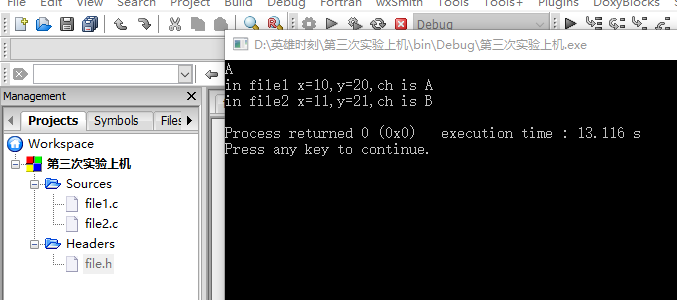 File Edit View Search Project Build Debug Fortran wxSmith Tools Tools+ Plugins DoxyBlocks
Debug
D:\英雄时刻\第三次实验上机\bin\Debug\第三次实验上机.exe
A
in file1 x=10,y=20,ch is A
in file2 x=11,y=21,ch is B
Process returned 0 (0x0) execution time : 13.116 s
Press any key to continue.
Management
Projects Symbols Files
Workspace
第三次实验上机
Sources
file1.c
file2.c
Headers
file.h